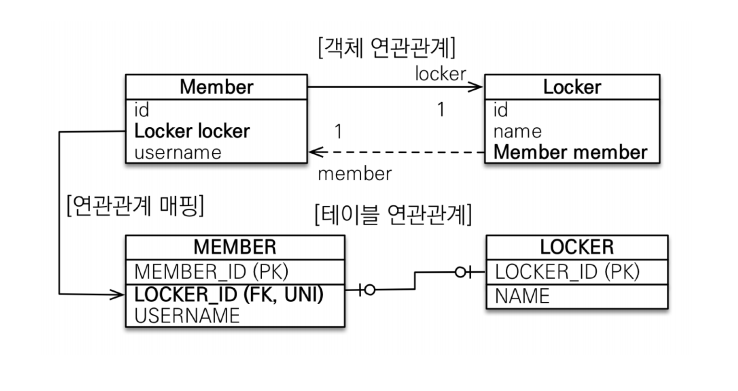 [객체 연관관계]
locker
Member
Locker
id
Locker locker
username
1
1
id
name
Member member
member
[연관관계 매핑]
[테이블 연관관계]
MEMBER
MEMBER_ID (PK)
LOCKER_ID (FK, UNI)
USERNAME
LOCKER
LOCKER_ID (PK)
NAME